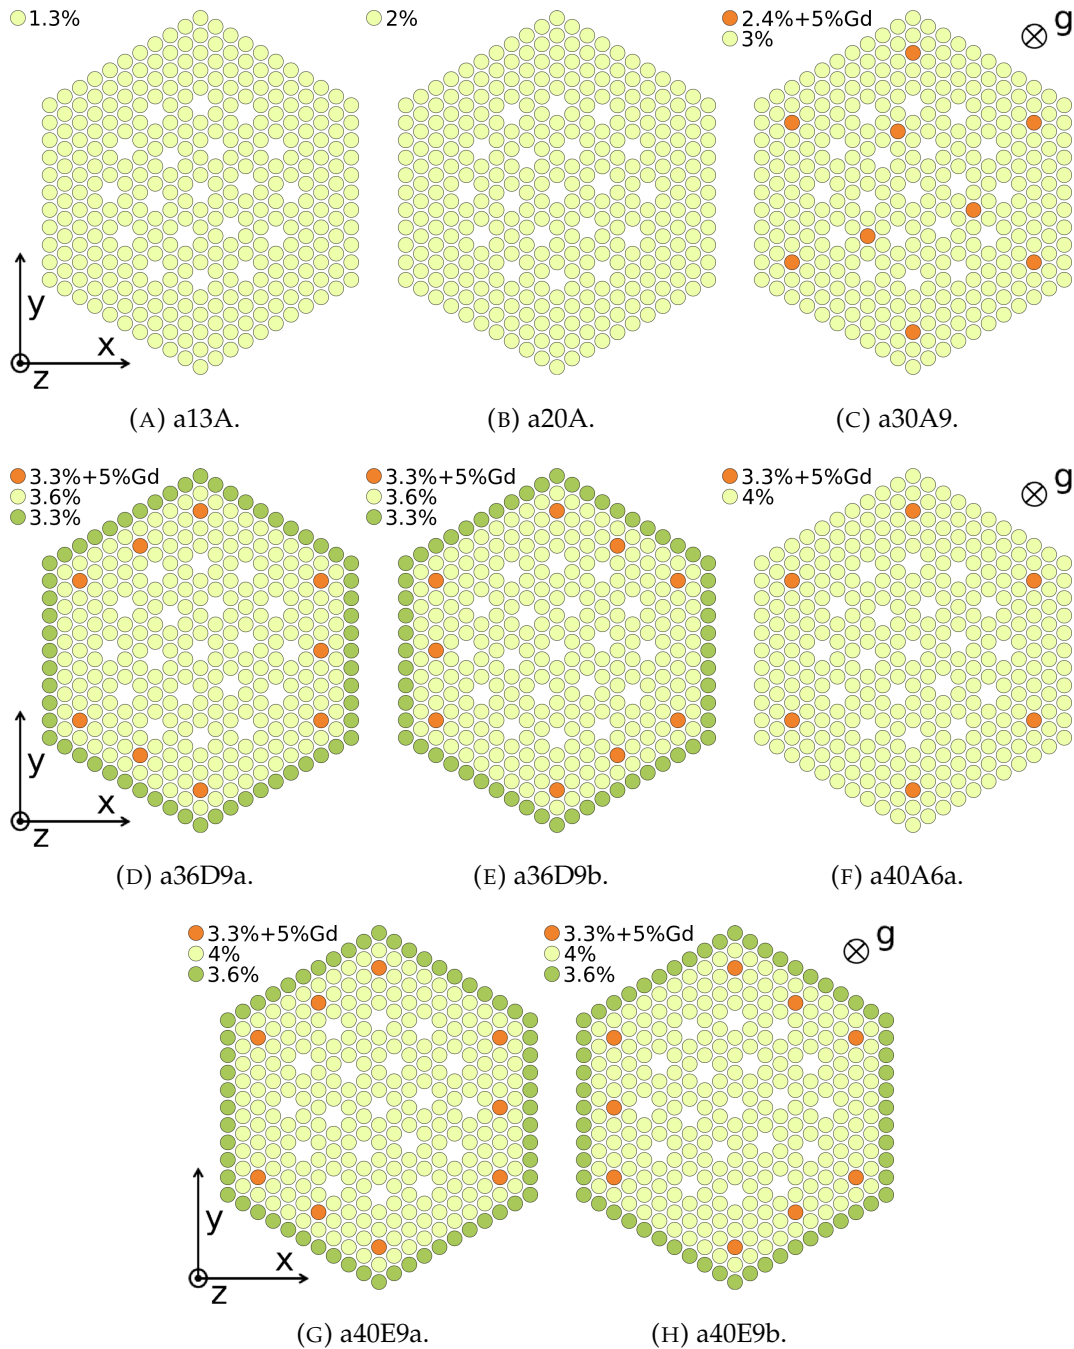 1.3%
2%
2.4%+5%Gd
3%
g
y
x
z
(A) a13A.
(B) a20A.
(C) a30A9.
3.3%+5%Gd
3.6%
3.3%
3.3%+5%Gd
3.6%
3.3%
3.3%+5%Gd
4%
g
y
x
z
(D) a36D9a.
(E) a36D9b.
(F) a40A6a.
3.3%+5%Gd
4%
3.6%
3.3%+5%Gd
4%
3.6%
g
y
x
z
(G) a40E9a.
(H) a40E9b.